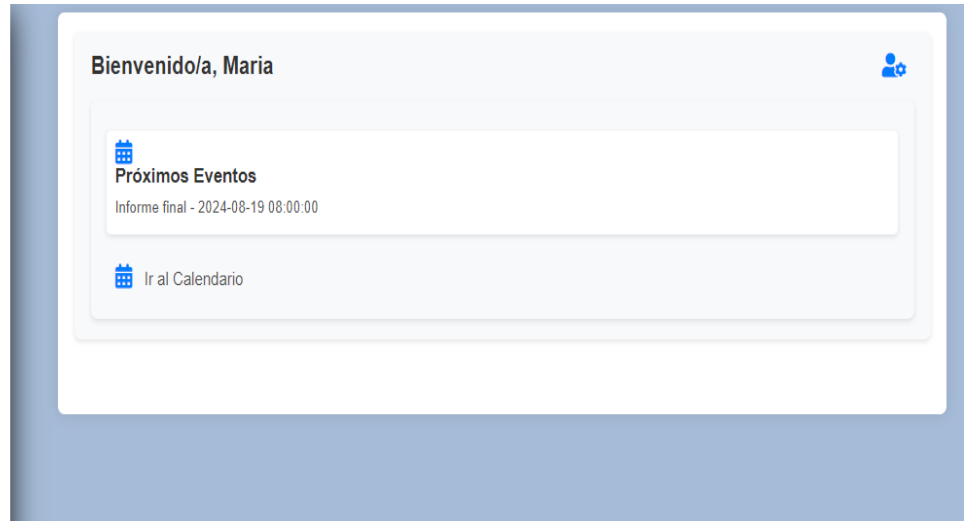 Bienvenido/a, Maria
Próximos Eventos
Informe final - 2024-08-19 08:00:00
Ir al Calendario